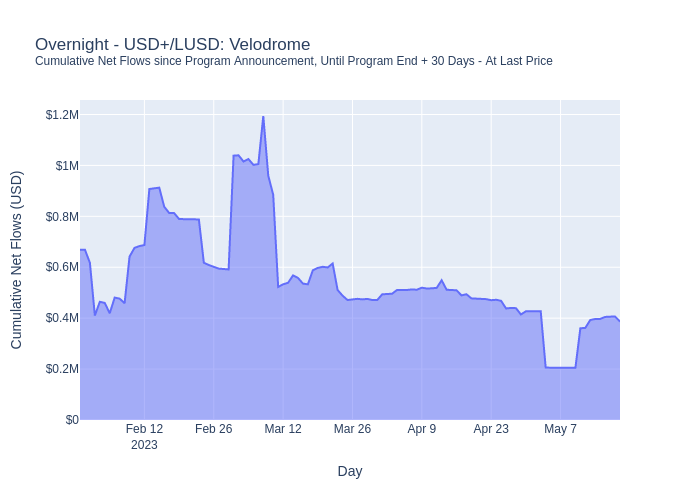 Overnight - USD+/LUSD: Velodrome
Cumulative Net Flows since Program Announcement, Until Program End + 30 Days - At Last Price
Cumulative Net Flows (USD)
$1.2M
$1M
$0.8M
$0.6M
$0.4M
$0.2M
$0
Feb 12 Feb 26 Mar 12 Mar 26 Apr 9 Apr 23 May 7
2023
Day